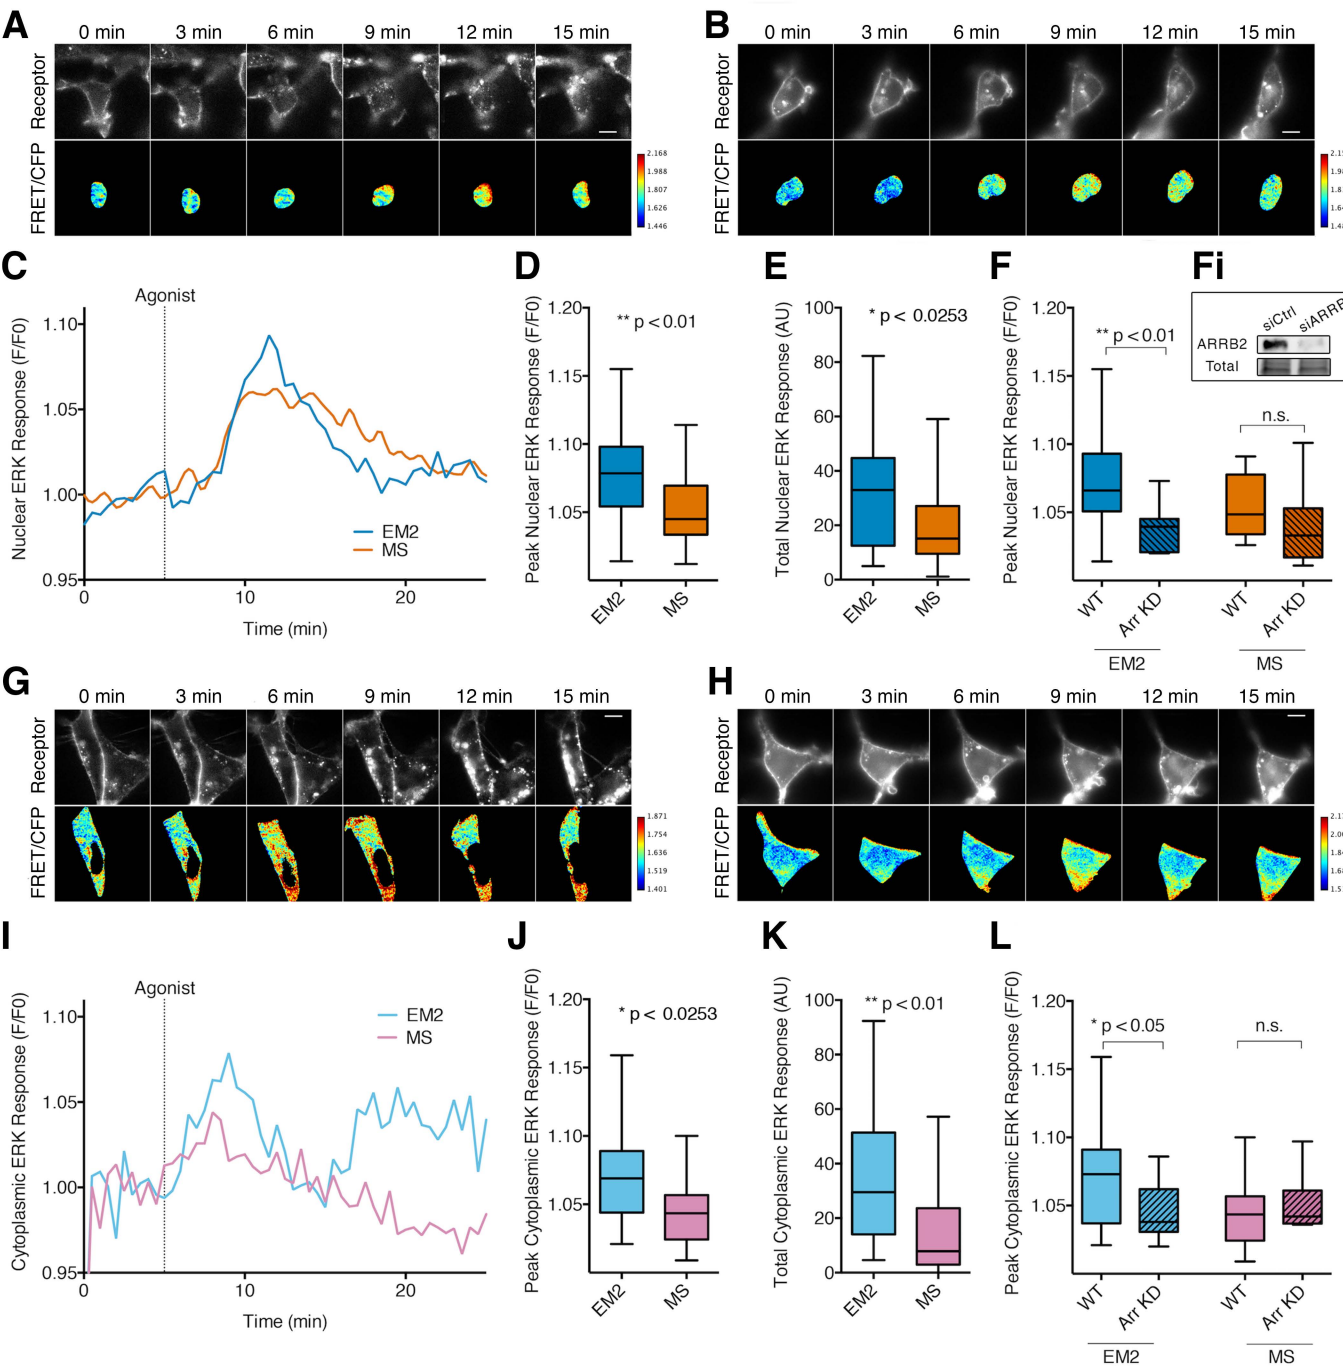 A
0 min 3 min 6 min 9 min 12 min 15 min
Receptor
FRET/CFP
2.168
1.988
1.807
1.626
1.446
B
0 min 3 min 6 min 9 min 12 min 15 min
Receptor
FRET/CFP
C
Nuclear ERK Response (F/F0)
1.10
1.05
1.00
0.95
Agonist
EM2
MS
0 10 20
Time (min)
D
Peak Nuclear ERK Response (F/F0)
1.20
1.15
1.10
1.05
** p < 0.01
EM2 MS
E
Total Nuclear ERK Response (AU)
100
80
60
40
20
0
* p < 0.0253
EM2 MS
F
Peak Nuclear ERK Response (F/F0)
1.20
1.15
1.10
1.05
** p < 0.01
n.s.
WT Arr KD WT Arr KD
EM2 MS
Fi
siCtrl siARRB
ARRB2
Total
G
0 min 3 min 6 min 9 min 12 min 15 min
Receptor
FRET/CFP
1.871
1.754
1.636
1.519
1.401
H
0 min 3 min 6 min 9 min 12 min 15 min
Receptor
FRET/CFP
I
Cytoplasmic ERK Response (F/F0)
1.10
1.05
1.00
0.95
Agonist
EM2
MS
0 10 20
Time (min)
J
Peak Cytoplasmic ERK Response (F/F0)
1.20
1.15
1.10
1.05
* p < 0.0253
EM2 MS
K
Total Cytoplasmic ERK Response (AU)
100
80
60
40
20
0
** p < 0.01
EM2 MS
L
Peak Cytoplasmic ERK Response (F/F0)
1.20
1.15
1.10
1.05
* p < 0.05
n.s.
WT Arr KD WT Arr KD
EM2 MS